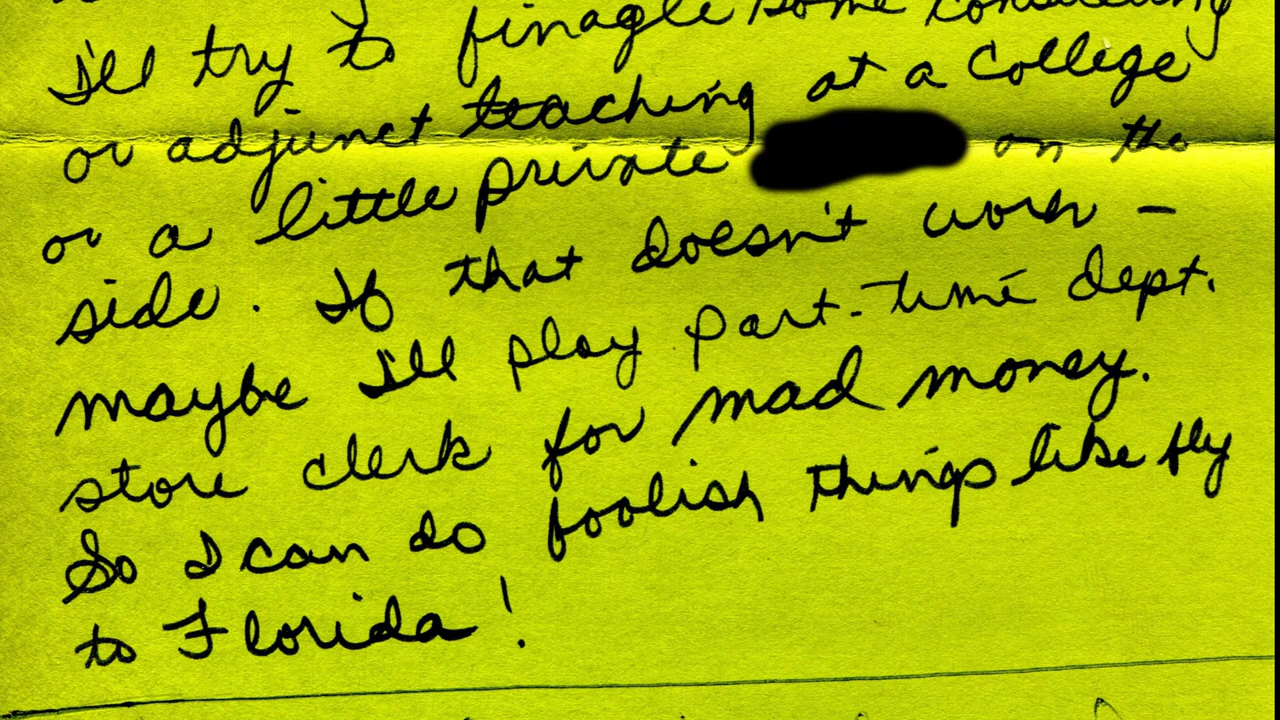 I'll try to finagle some consulting
or adjunct teaching at a College
or a little private on the
side. If that doesn't work -
maybe I'll play part-time dept.
store clerk for mad money.
So I can do foolish things like fly
to Florida!